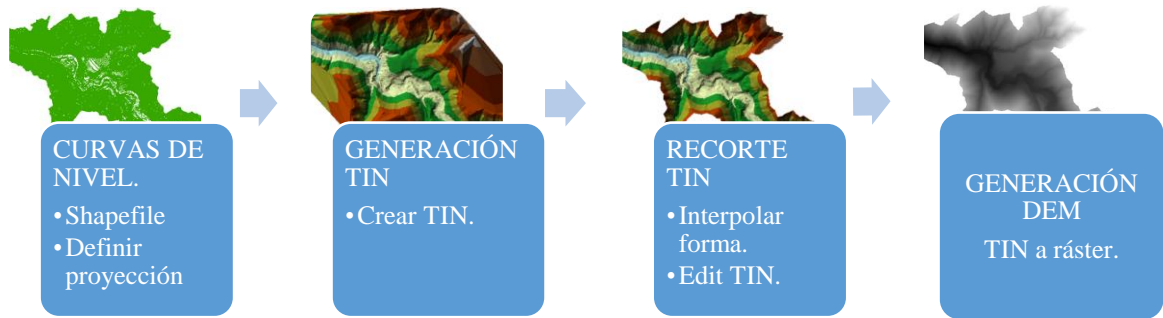 CURVAS DE
NIVEL.
•Shapefile
•Definir
proyección
GENERACIÓN
TIN
•Crear TIN.
RECORTE
TIN
•Interpolar
forma.
•Edit TIN.
GENERACIÓN
DEM
TIN a ráster.